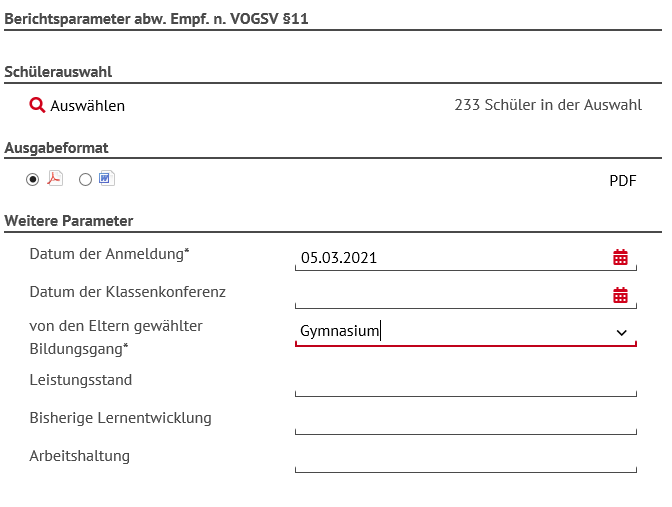 Berichtsparameter abw. Empf. n. VOGSV §11
Schülerauswahl
Auswählen 233 Schüler in der Auswahl
Ausgabeformat
PDF
Weitere Parameter
Datum der Anmeldung* 05.03.2021
Datum der Klassenkonferenz
von den Eltern gewählter
Bildungsgang* Gymnasium
Leistungsstand
Bisherige Lernentwicklung
Arbeitshaltung